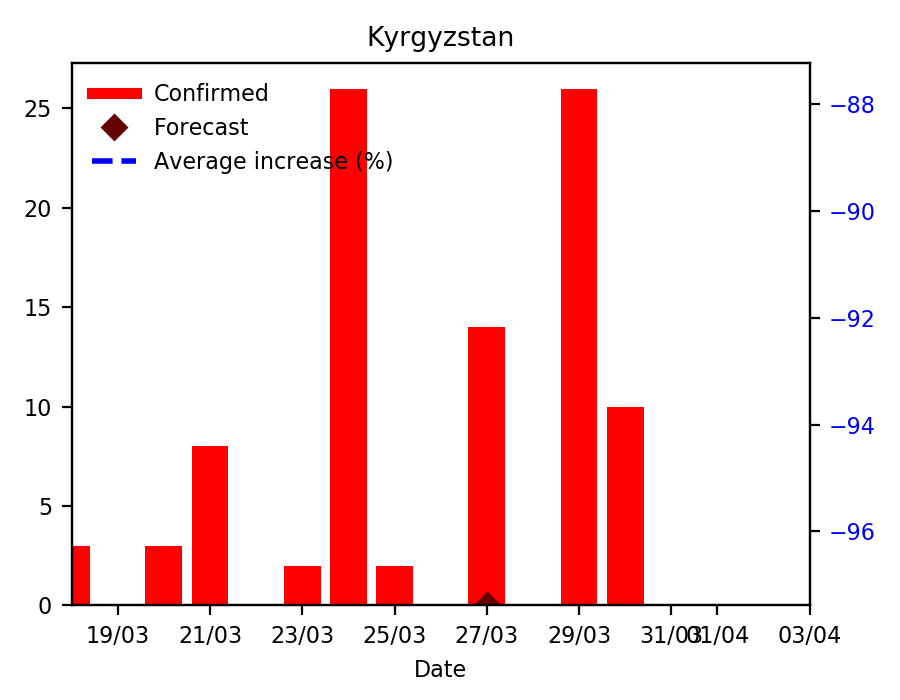 Kyrgyzstan
Confirmed
Forecast
Average increase (%)
25
20
15
10
5
0
−88
−90
−92
−94
−96
19/03 21/03 23/03 25/03 27/03 29/03 31/03 01/04 03/04
Date